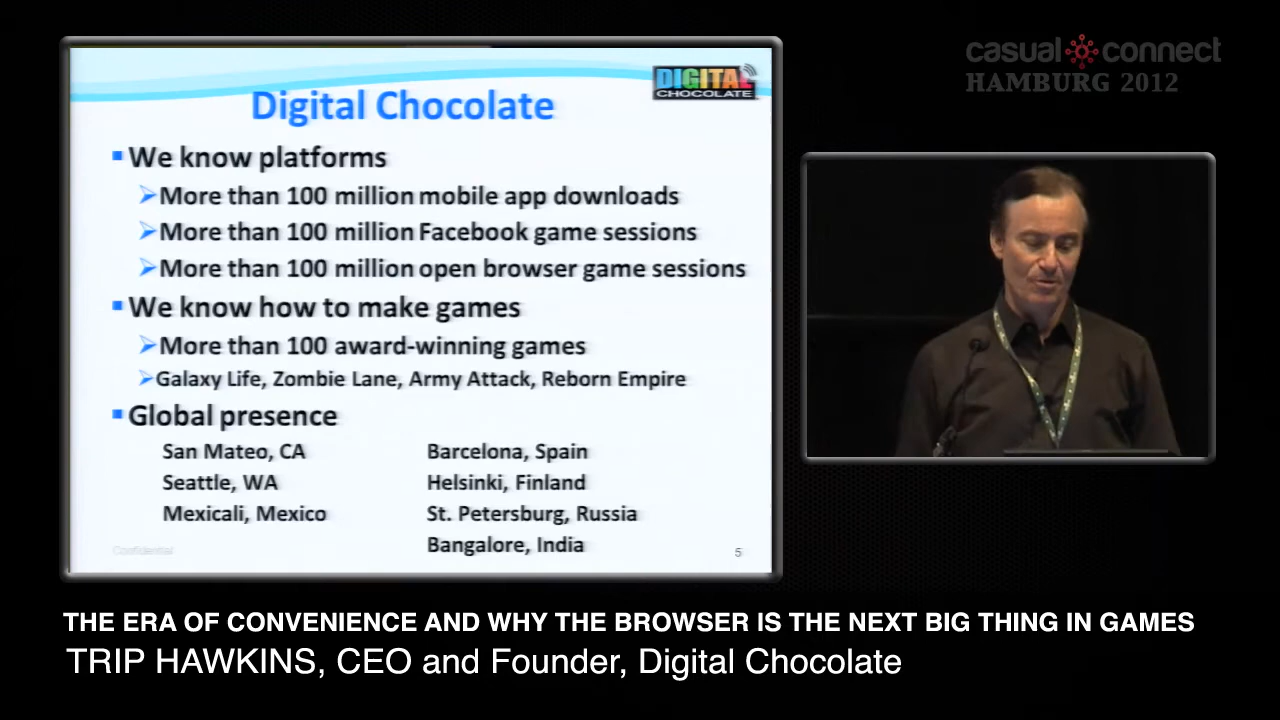 casual connect
HAMBURG 2012
DIGITAL
CHOCOLATE
Digital Chocolate
We know platforms
More than 100 million mobile app downloads
More than 100 million Facebook game sessions
More than 100 million open browser game sessions
We know how to make games
More than 100 award-winning games
Galaxy Life, Zombie Lane, Army Attack, Reborn Empire
Global presence
San Mateo, CA
Seattle, WA
Mexicali, Mexico
Barcelona, Spain
Helsinki, Finland
St. Petersburg, Russia
Bangalore, India
Confidential
5
THE ERA OF CONVENIENCE AND WHY THE BROWSER IS THE NEXT BIG THING IN GAMES
TRIP HAWKINS, CEO and Founder, Digital Chocolate